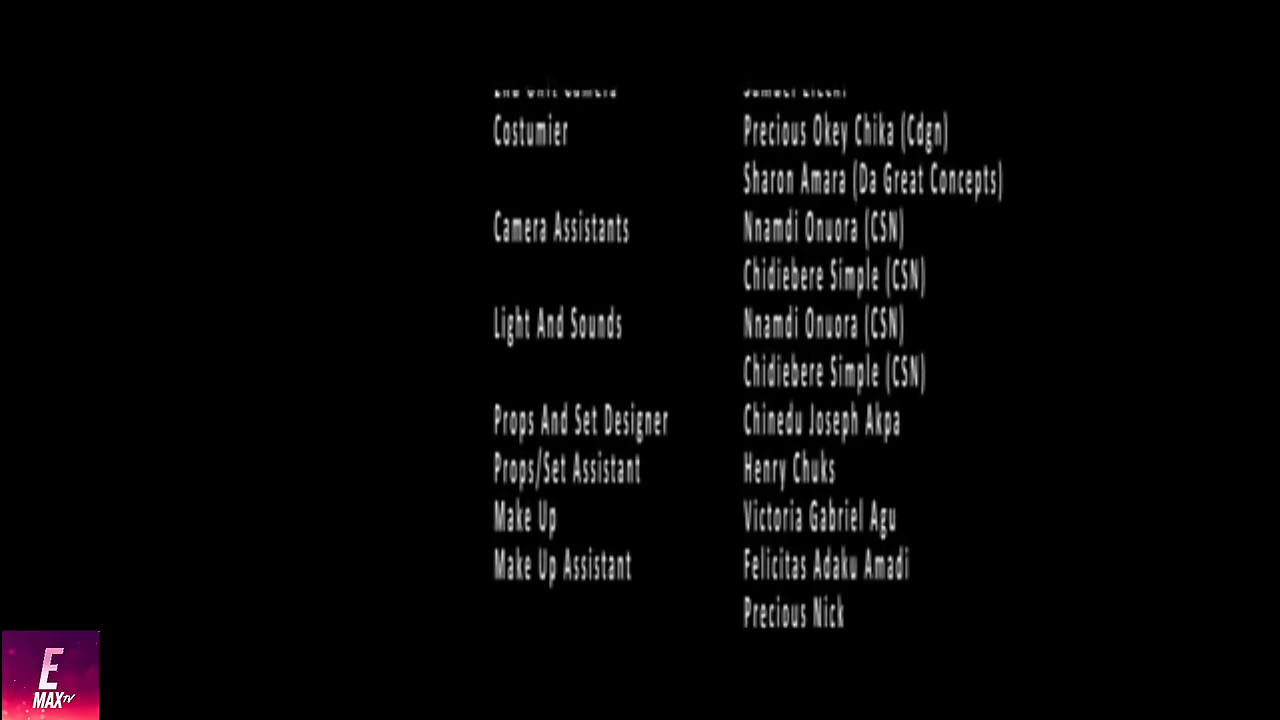 Costumier Precious Okey Chika (Cdgn)
Sharon Amara (Da Great Concepts)
Camera Assistants Nnamdi Onuora (CSN)
Chidiebere Simple (CSN)
Light And Sounds Nnamdi Onuora (CSN)
Chidiebere Simple (CSN)
Props And Set Designer Chinedu Joseph Akpa
Props/Set Assistant Henry Chuks
Make Up Victoria Gabriel Agu
Make Up Assistant Felicitas Adaku Amadi
Precious Nick
E
MAXTV